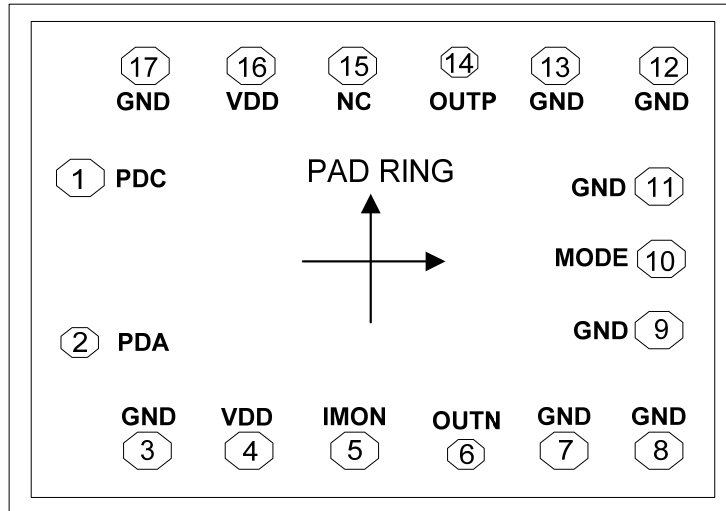 17 16 15 14 13 12
GND VDD NC OUTP GND GND
1 PDC PAD RING GND 11
MODE 10
2 PDA GND 9
GND VDD IMON OUTN GND GND
3 4 5 6 7 8